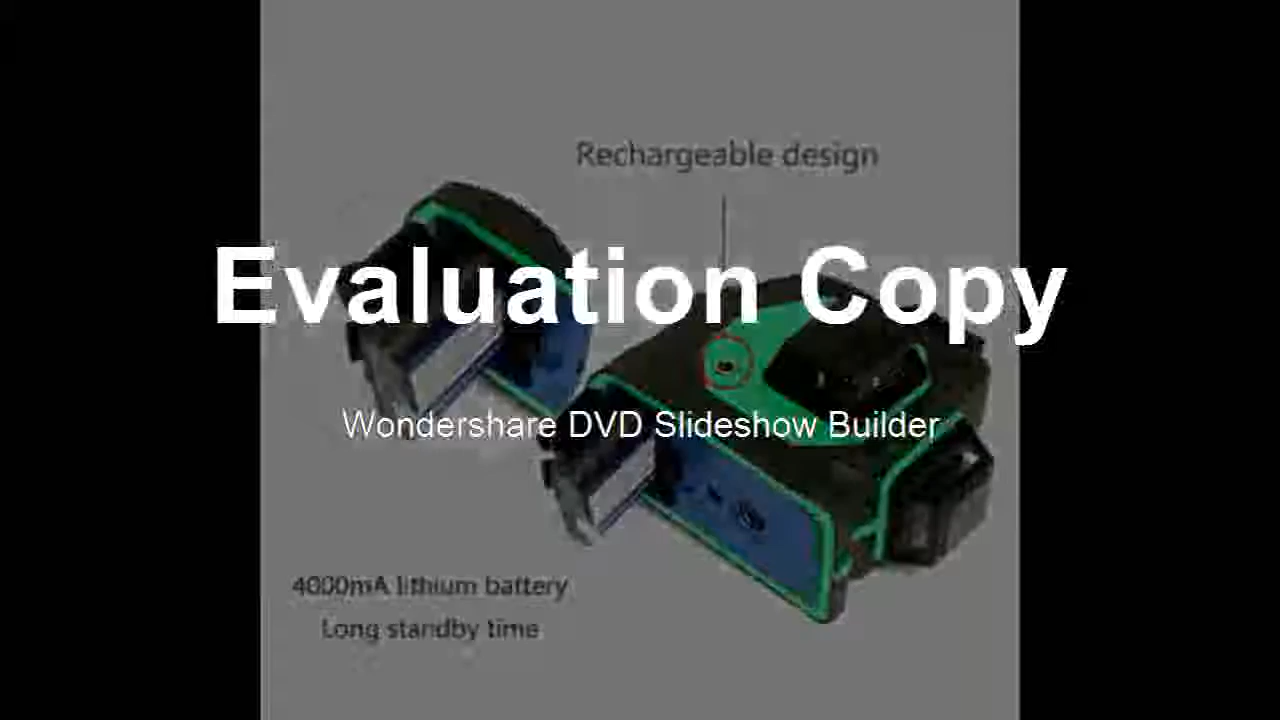 Rechargeable design
Evaluation Copy
Wondershare DVD Slideshow Builder
4000mA lithium battery
Long standby time